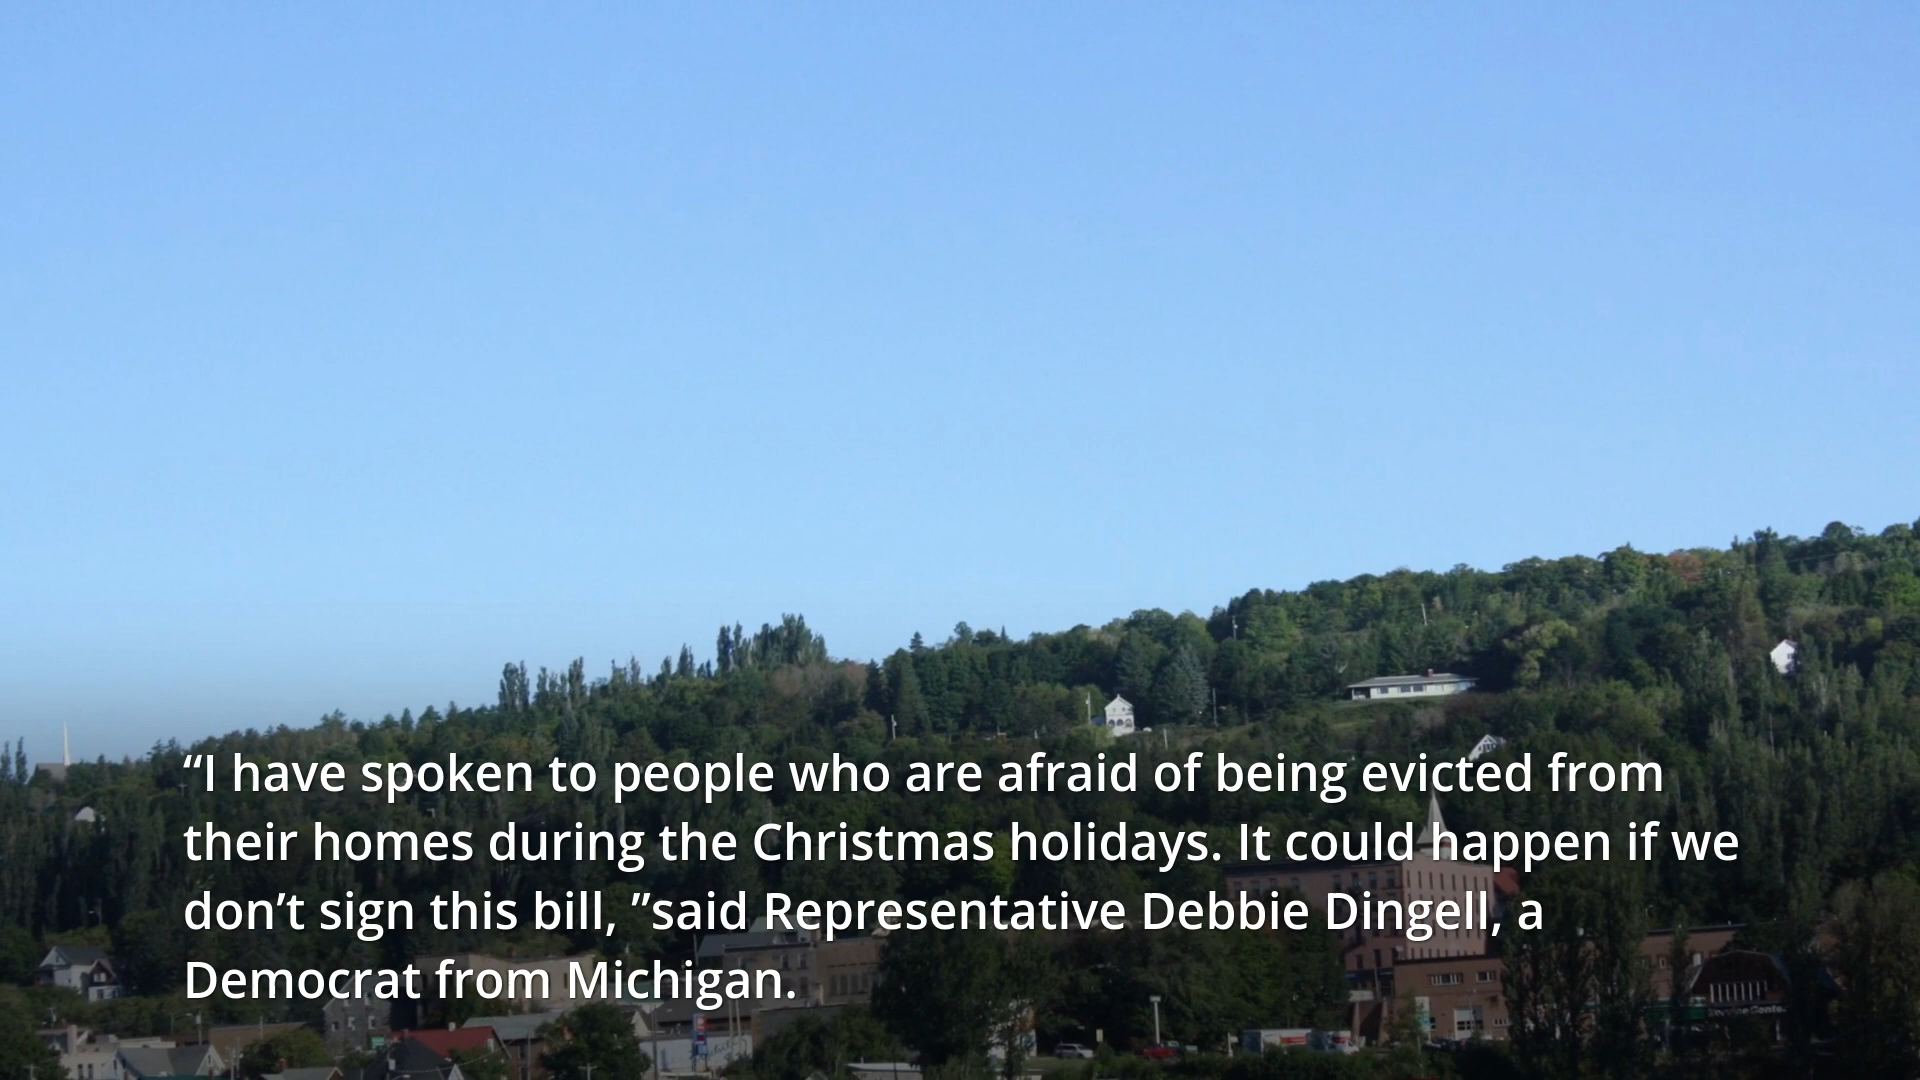 “I have spoken to people who are afraid of being evicted from
their homes during the Christmas holidays. It could happen if we
don’t sign this bill, ”said Representative Debbie Dingell, a
Democrat from Michigan.